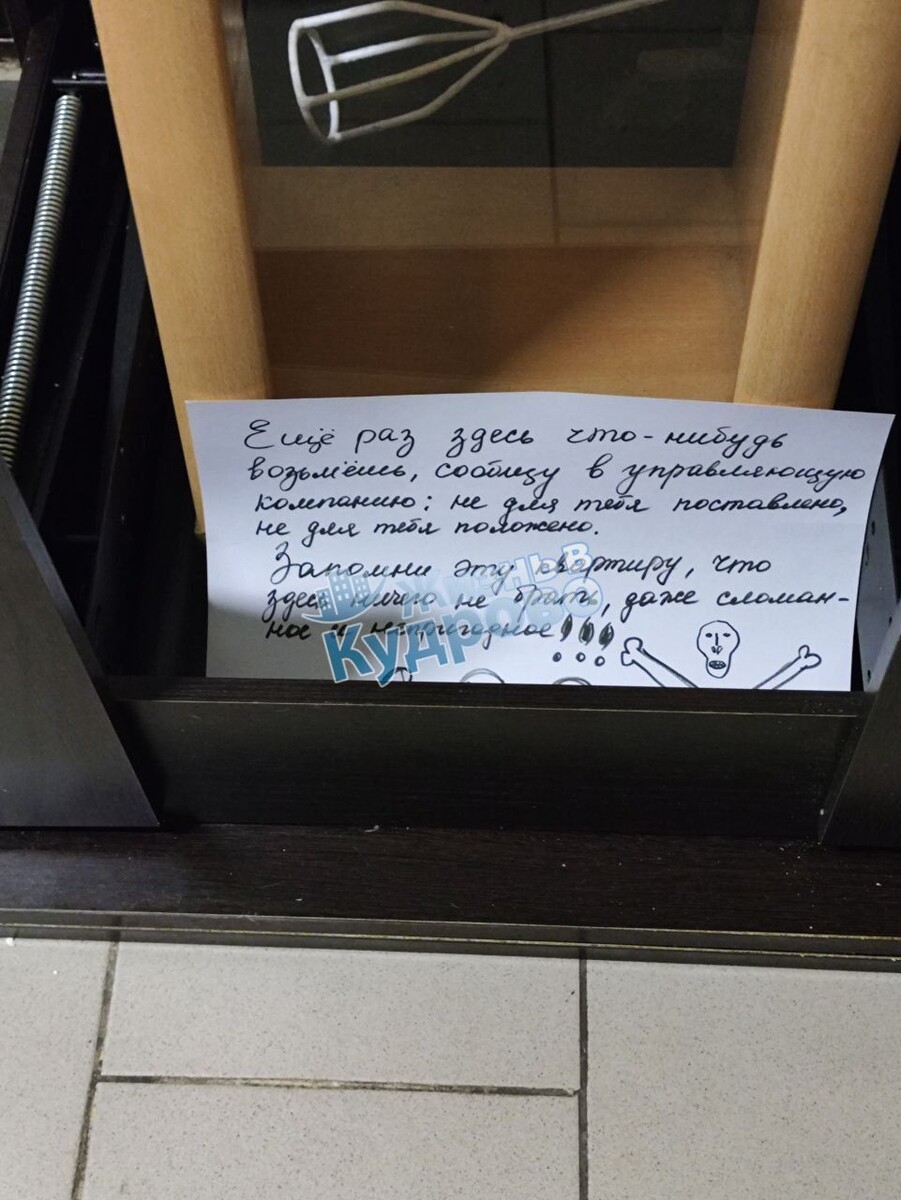 Ещё раз здесь что-нибудь
возьмёшь, сообщу в управляющую
компанию: не для тебя поставлено,
не для тебя положено.
Запомни эту квартиру, что
здесь ничего не брать, даже сломан-
ное и непригодное!!!
Жизнь в
Кудрово